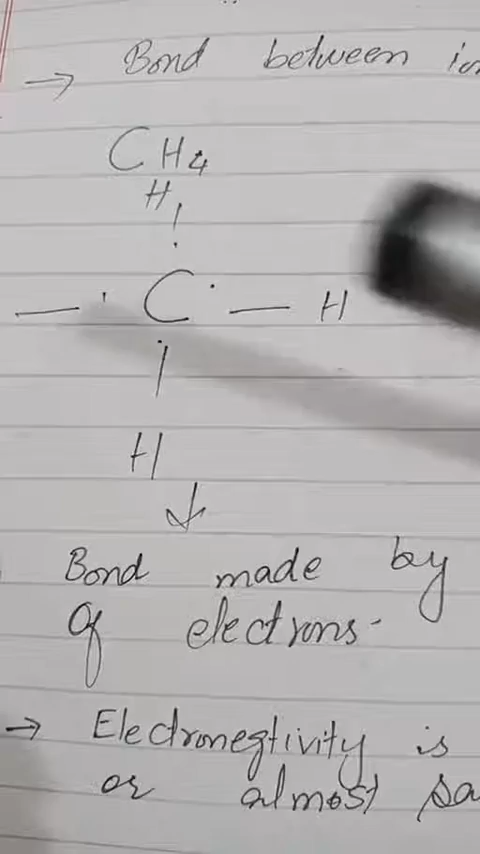 → Bond between
CH4
H
— C — H
H
↓
Bond made by
of electrons-
→ Electronegtivity is
or almost